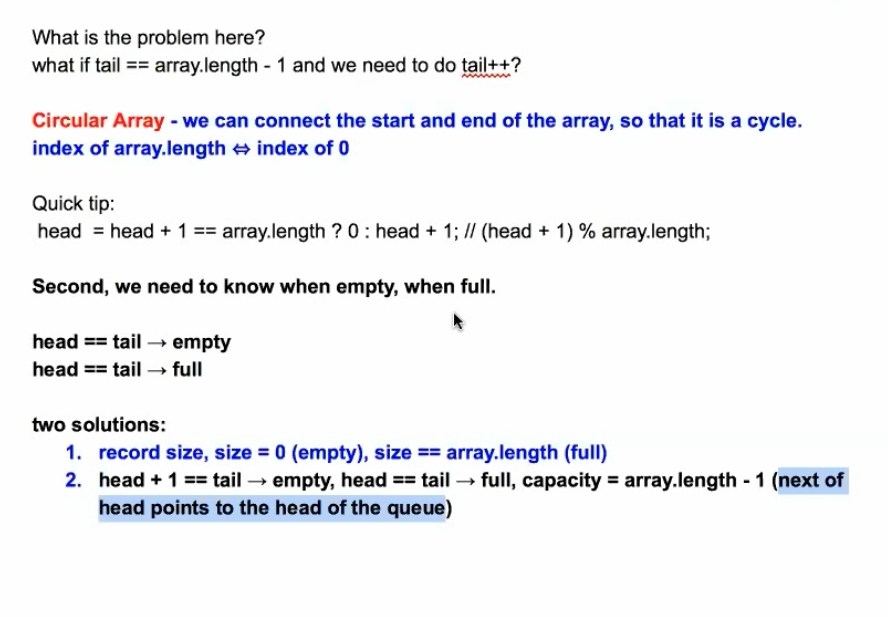 What is the problem here?
what if tail == array.length - 1 and we need to do tail++?
Circular Array - we can connect the start and end of the array, so that it is a cycle.
index of array.length ⇔ index of 0
Quick tip:
head = head + 1 == array.length ? 0 : head + 1; // (head + 1) % array.length;
Second, we need to know when empty, when full.
head == tail → empty
head == tail → full
two solutions:
1. record size, size = 0 (empty), size == array.length (full)
2. head + 1 == tail → empty, head == tail → full, capacity = array.length - 1 (next of
head points to the head of the queue)